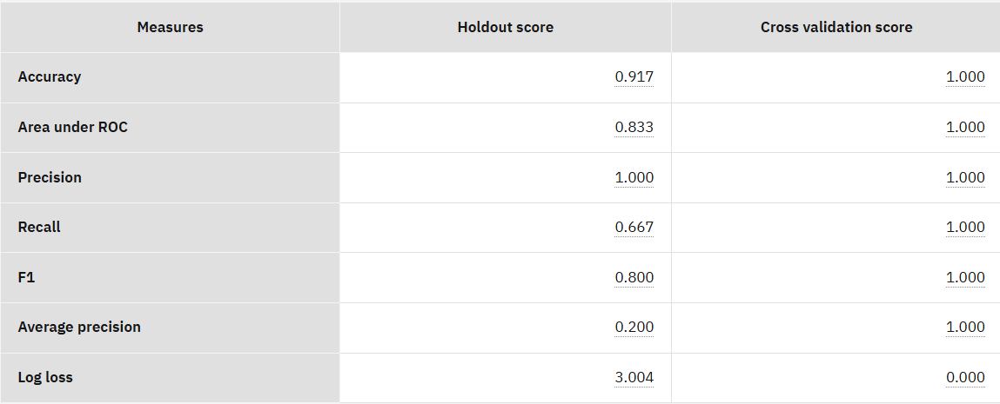 Measures Holdout score Cross validation score
Accuracy 0.917 1.000
Area under ROC 0.833 1.000
Precision 1.000 1.000
Recall 0.667 1.000
F1 0.800 1.000
Average precision 0.200 1.000
Log loss 3.004 0.000